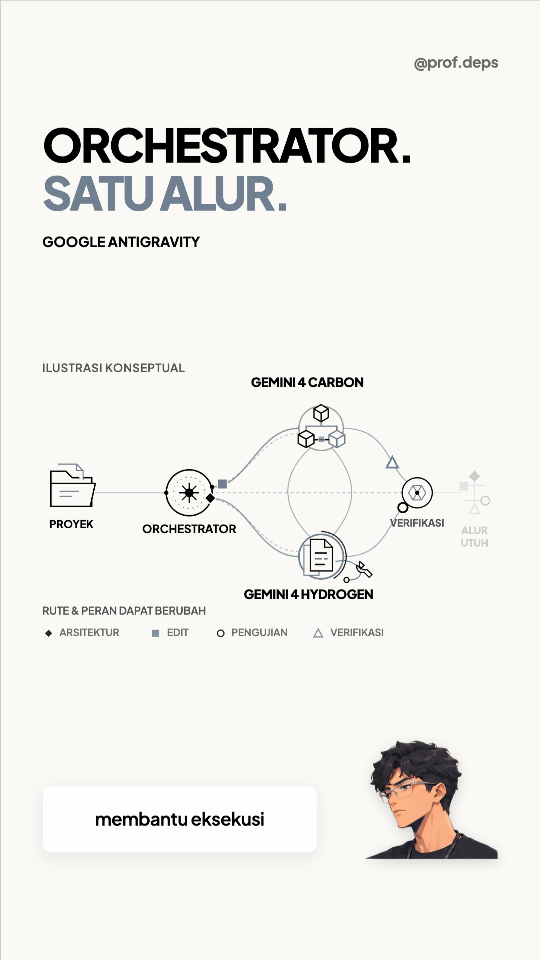 @prof.deps
ORCHESTRATOR.
SATU ALUR.
GOOGLE ANTIGRAVITY
ILUSTRASI KONSEPTUAL
GEMINI 4 CARBON
PROYEK
ORCHESTRATOR
VERIFIKASI
ALUR
UTUH
GEMINI 4 HYDROGEN
RUTE & PERAN DAPAT BERUBAH
ARSITEKTUR
EDIT
PENGUJIAN
VERIFIKASI
membantu eksekusi